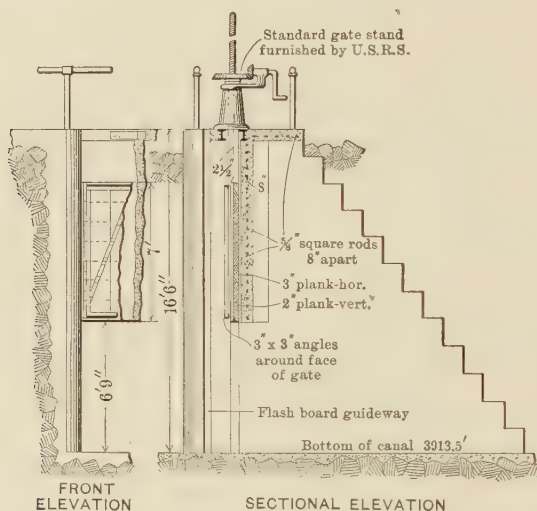 Standard gate stand
furnished by U.S.R.S.
2½"
8"
⅝" square rods
8" apart
7'
3" plank-hor.
16'6"
2" plank-vert.
3" x 3" angles
around face
of gate
6'9"
Flash board guideway
Bottom of canal 3913.5'
FRONT
ELEVATION
SECTIONAL ELEVATION